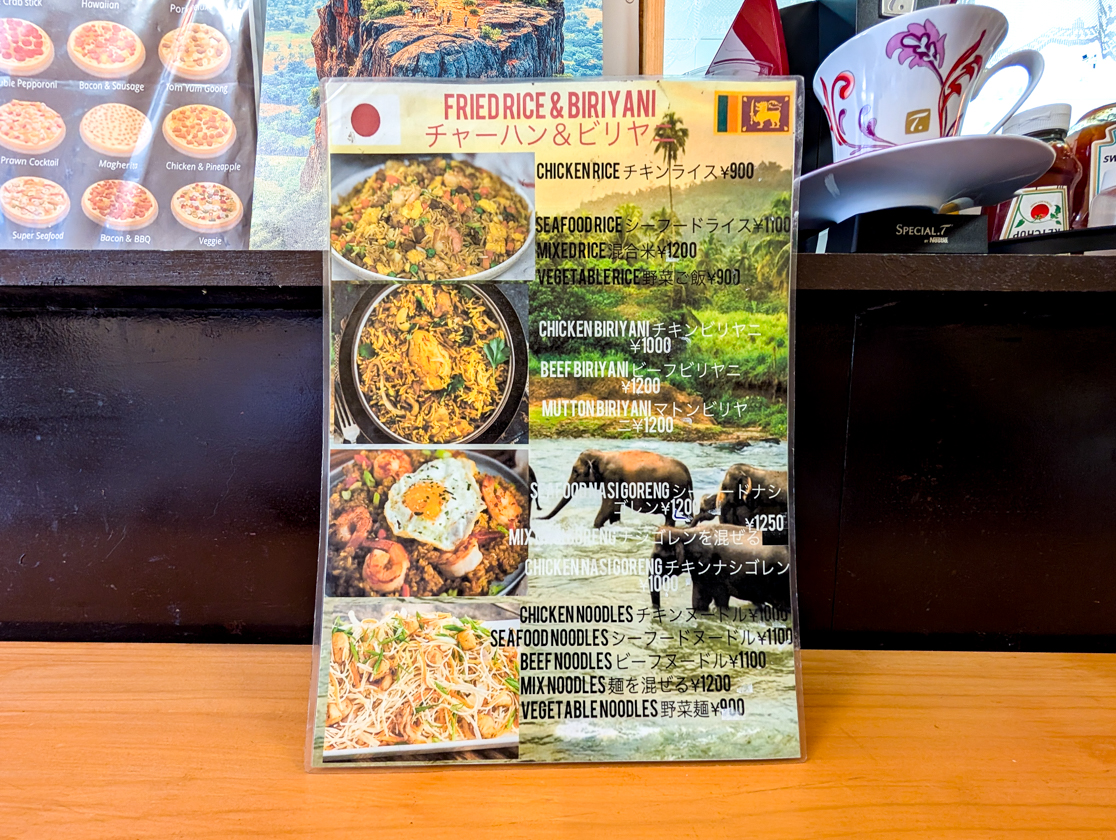 Crab stick
Hawaiian
Bacon & Sausage
Tom Yum Goong
Prawn Cocktail
Magherita
Chicken & Pineapple
Super Seafood
Bacon & BBQ
Veggie
FRIED RICE & BIRIYANI
チャーハン＆ビリヤニ
CHICKEN RICE チキンライス¥900
SEAFOOD RICE シーフードライス¥1100
MIXED RICE 混合米¥1200
VEGETABLE RICE 野菜ご飯¥900
CHICKEN BIRIYANI チキンビリヤニ
¥1000
BEEF BIRIYANI ビーフビリヤニ
¥1200
MUTTON BIRIYANI マトンビリヤ
ニ¥1200
SEAFOOD NASI GORENG シーフードナシ
ゴレン¥1200
¥1250
GORENG ナシゴレンを混ぜる
CHICKEN NASI GORENG チキンナシゴレン
¥1000
CHICKEN NOODLES チキンヌードル¥1000
SEAFOOD NOODLES シーフードヌードル¥1100
BEEF NOODLES ビーフヌードル¥1100
MIX NOODLES 麺を混ぜる¥1200
VEGETABLE NOODLES 野菜麺¥900
SPECIAL.T
BY NESTLÉ
KETCHUP